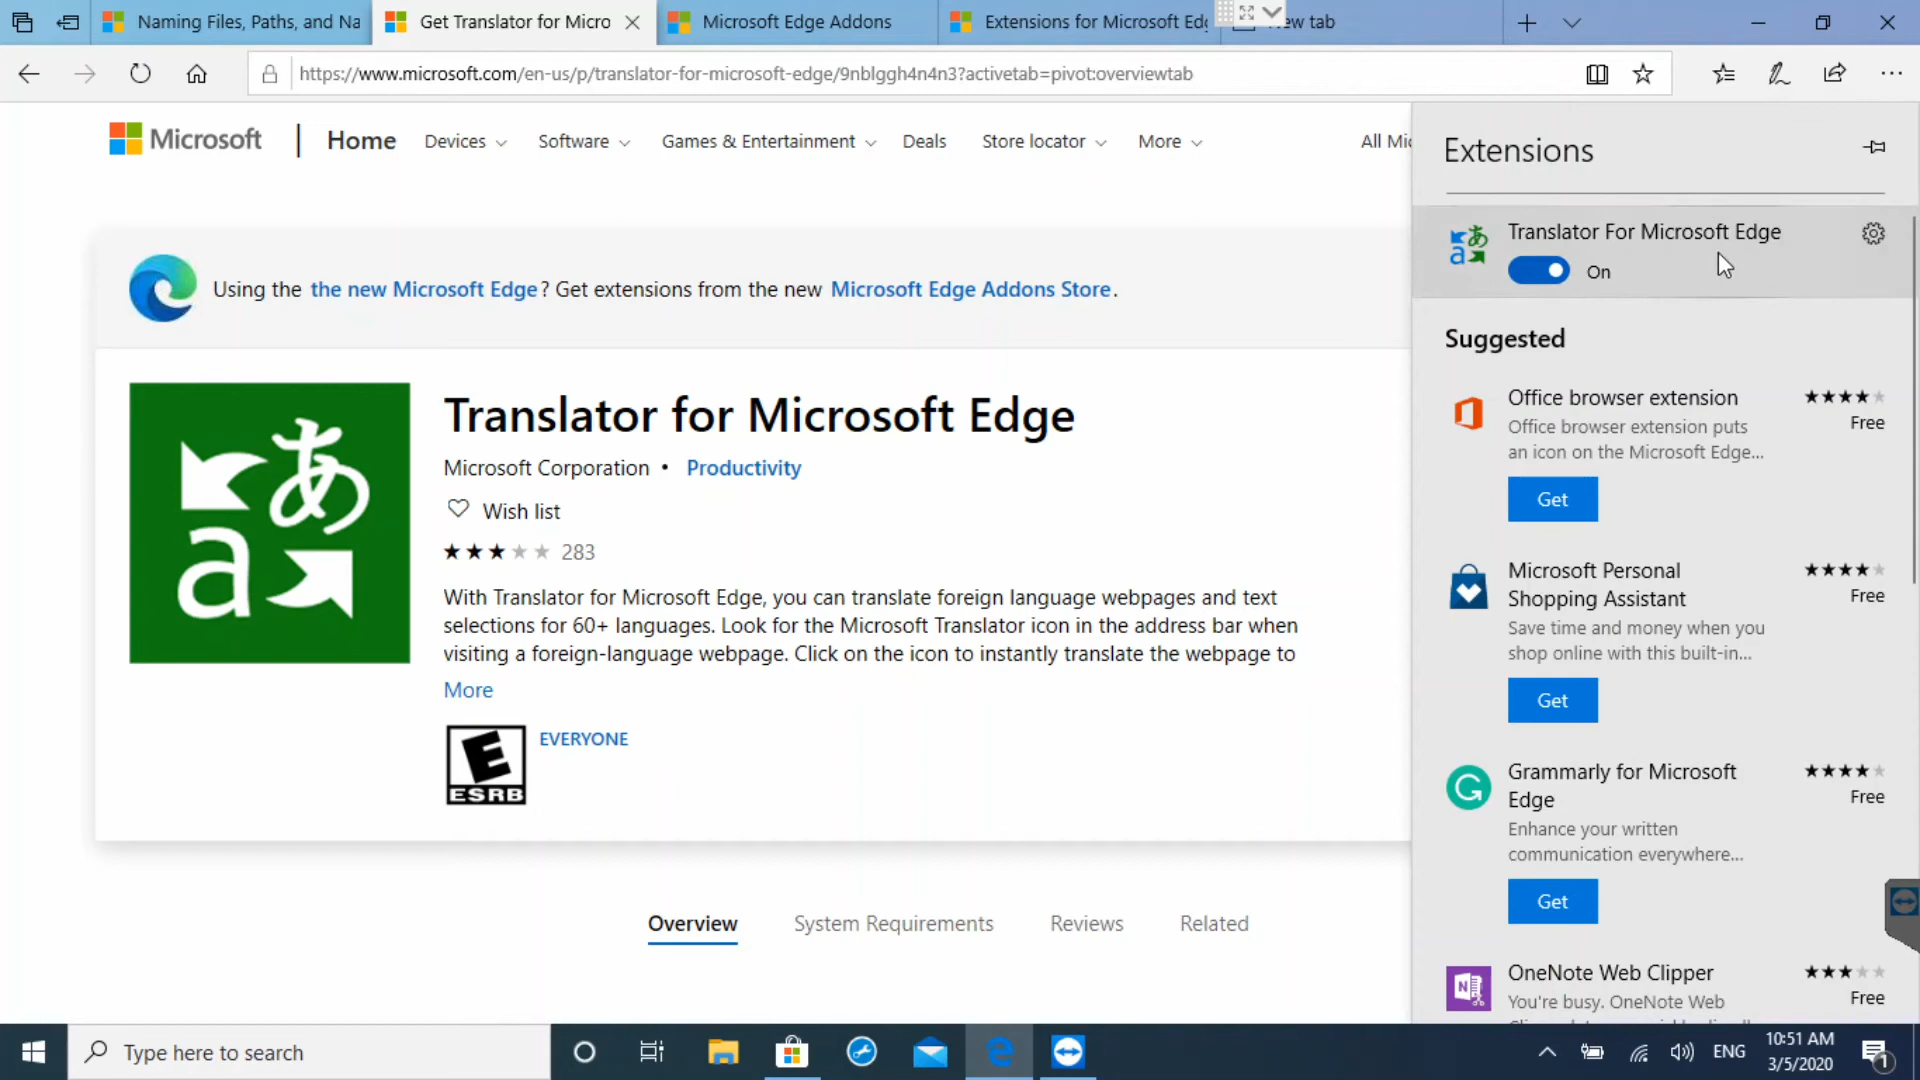 Naming Files, Paths, and Na
Get Translator for Micro
Microsoft Edge Addons
Extensions for Microsoft Ed
w tab
https://www.microsoft.com/en-us/p/translator-for-microsoft-edge/9nblggh4n4n3?activetab=pivot:overviewtab
Microsoft
Home
Devices
Software
Games & Entertainment
Deals
Store locator
More
All Mi
Using the the new Microsoft Edge? Get extensions from the new Microsoft Edge Addons Store.
あ
a
Translator for Microsoft Edge
Microsoft Corporation • Productivity
Wish list
283
With Translator for Microsoft Edge, you can translate foreign language webpages and text
selections for 60+ languages. Look for the Microsoft Translator icon in the address bar when
visiting a foreign-language webpage. Click on the icon to instantly translate the webpage to
More
E
ESRB
EVERYONE
Overview
System Requirements
Reviews
Related
Extensions
あ
a
Translator For Microsoft Edge
On
Suggested
Office browser extension
Free
Office browser extension puts
an icon on the Microsoft Edge...
Get
Microsoft Personal
Shopping Assistant
Free
Save time and money when you
shop online with this built-in...
Get
G
Grammarly for Microsoft
Edge
Free
Enhance your written
communication everywhere...
Get
N
OneNote Web Clipper
Free
You're busy. OneNote Web
Type here to search
ENG
10:51 AM
3/5/2020
1